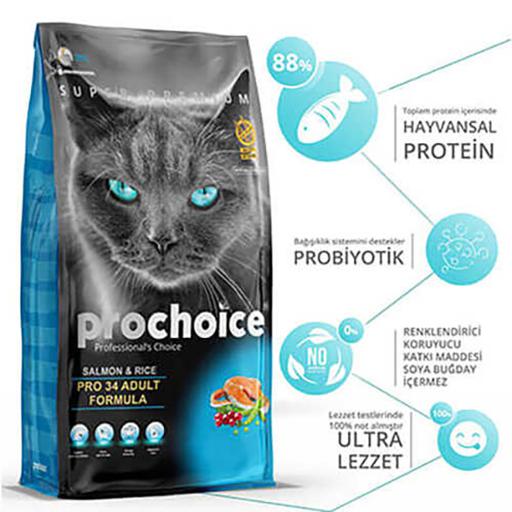 SUPER PREMIUM
prochoice
Professional's Choice
SALMON & RICE
PRO 34 ADULT
FORMULA
88%
Toplam protein içerisinde
HAYVANSAL
PROTEİN
Bağışıklık sistemini destekler
PROBİYOTİK
0%
NO
RENKLENDİRİCİ
KORUYUCU
KATKI MADDESİ
SOYA BUĞDAY
İÇERMEZ
Lezzet testlerinde
100% not almıştır
100%
ULTRA
LEZZET